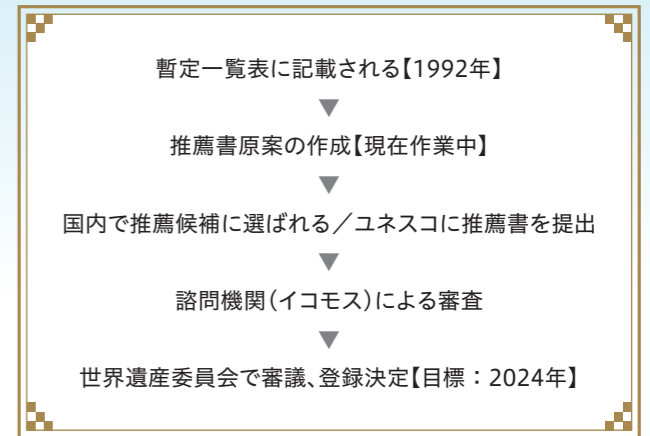 暫定一覧表に記載される【1992年】
▼
推薦書原案の作成【現在作業中】
▼
国内で推薦候補に選ばれる／ユネスコに推薦書を提出
▼
諮問機関（イコモス）による審査
▼
世界遺産委員会で審議、登録決定【目標：2024年】